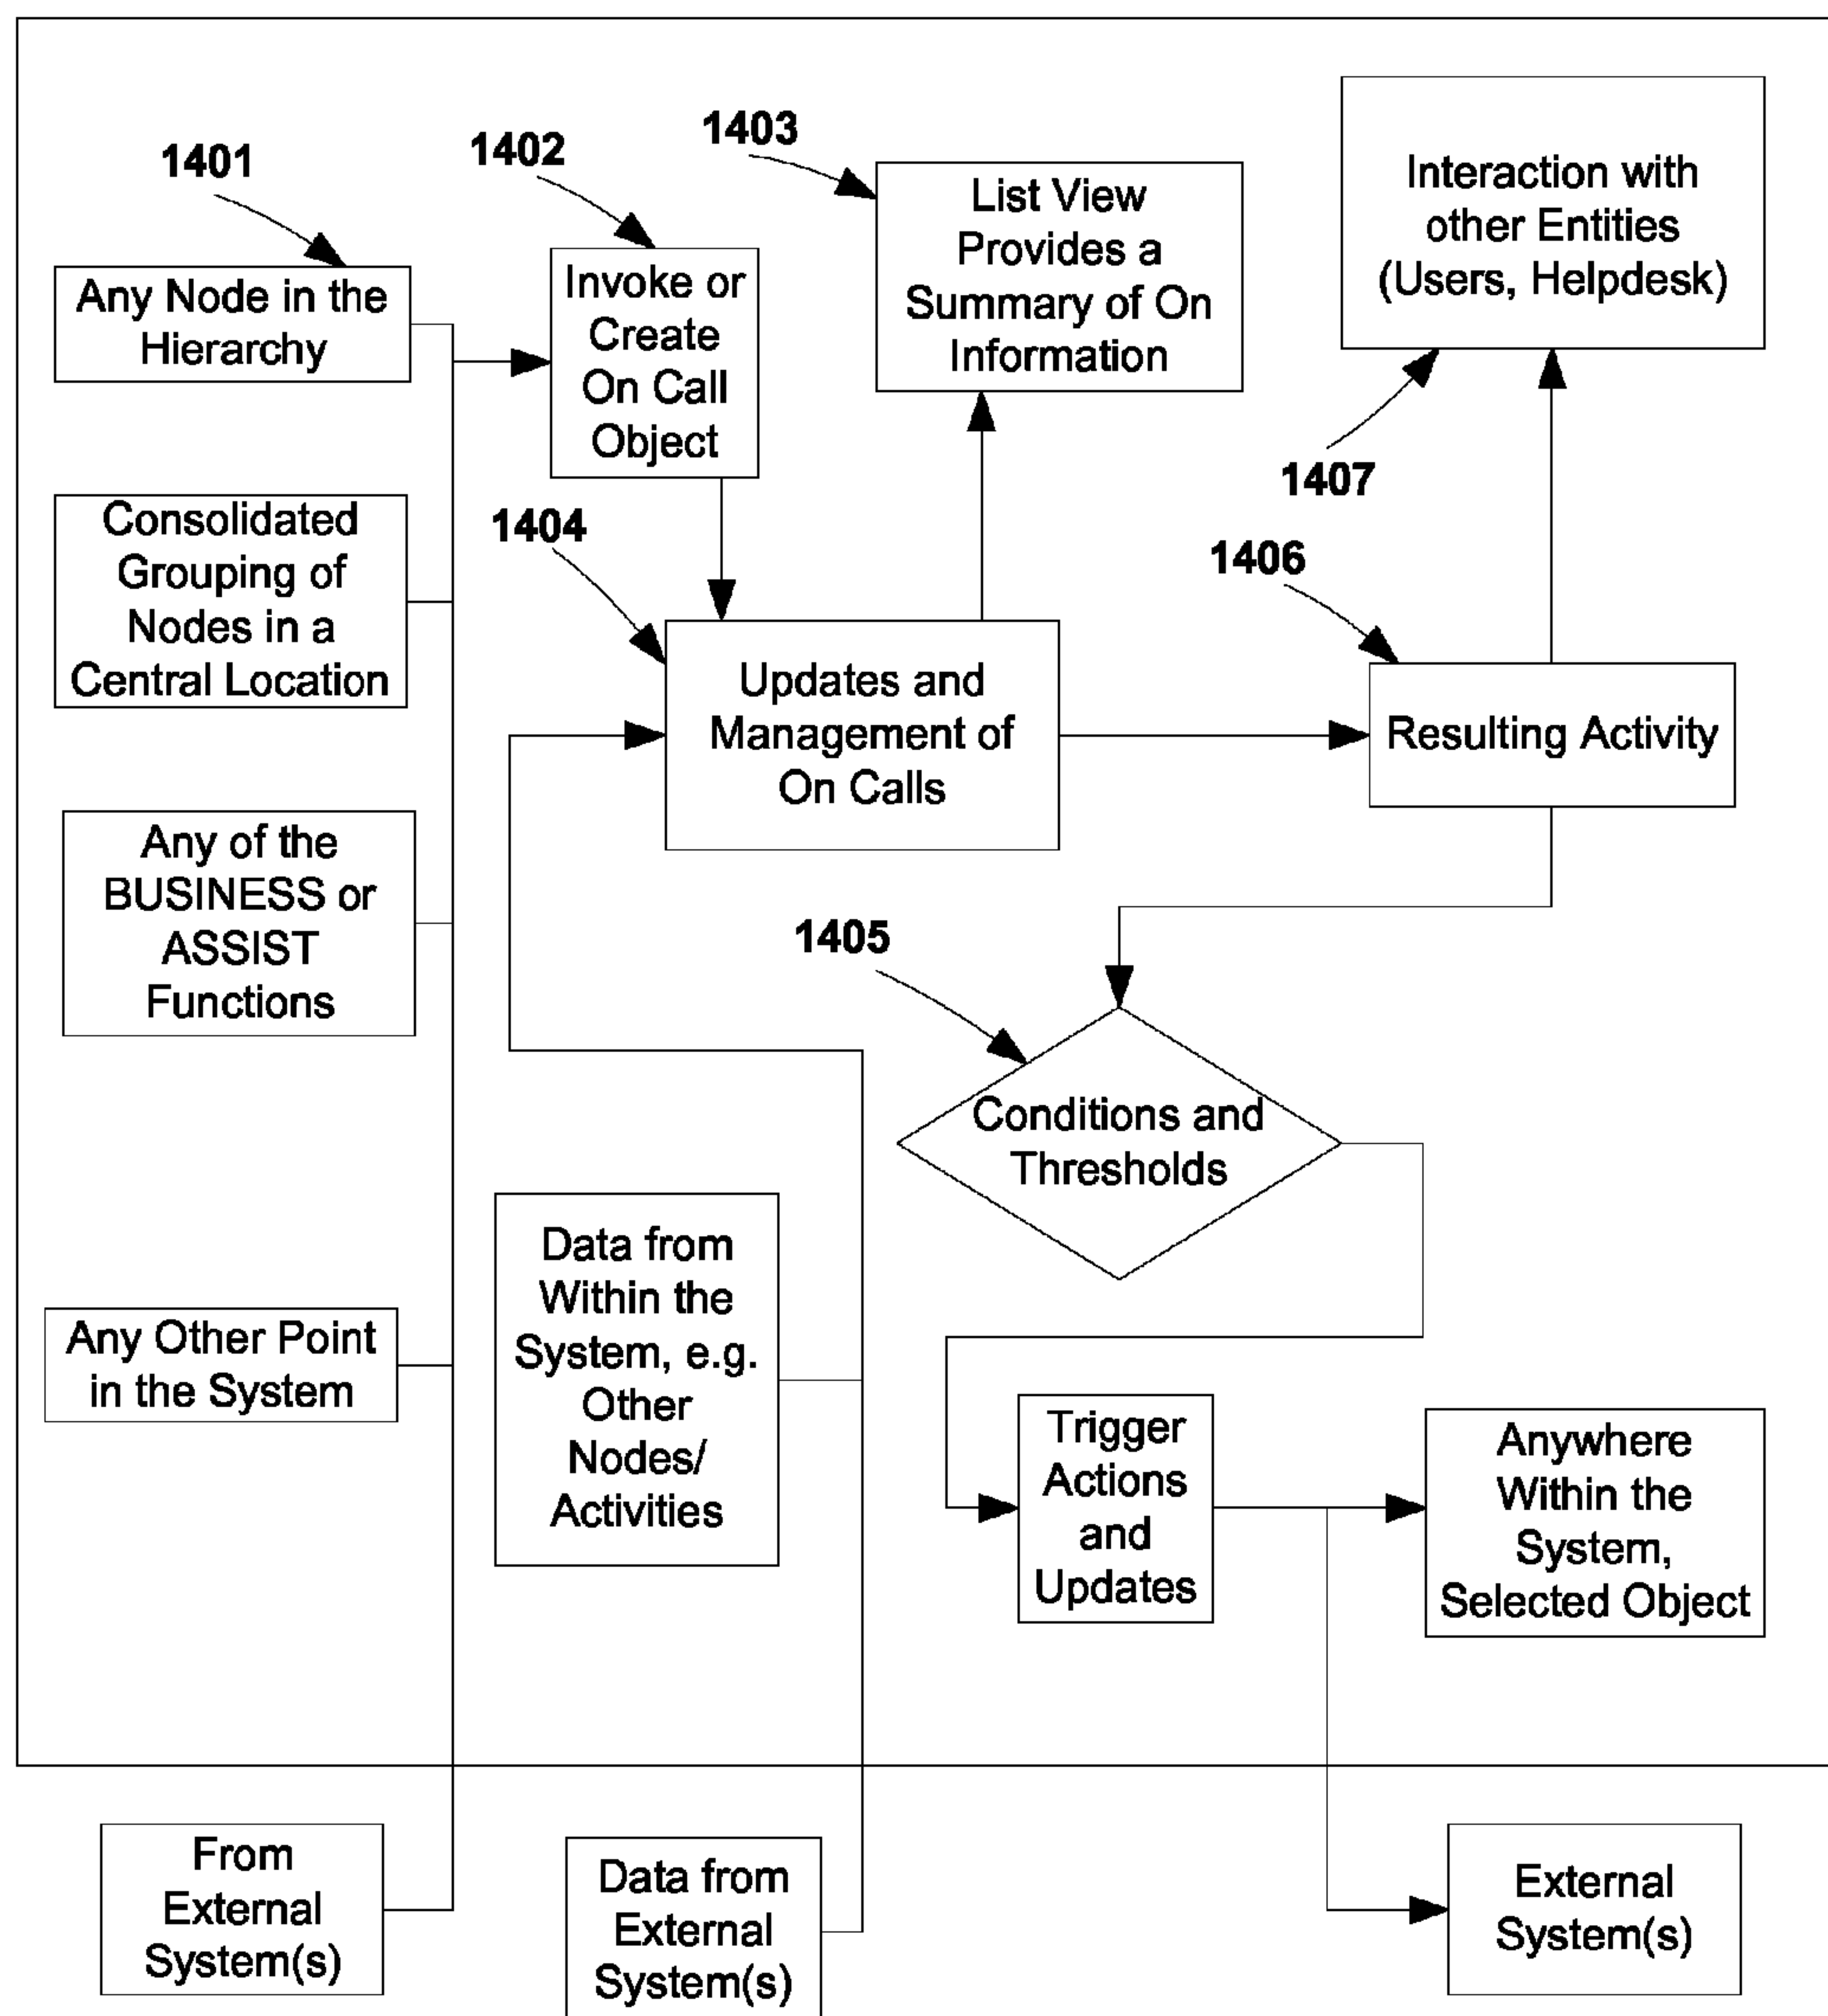 1401
1402
1403
Any Node in the
Hierarchy
Invoke or
Create
On Call
Object
List View
Provides a
Summary of On
Information
Interaction with
other Entities
(Users, Helpdesk)
1407
Consolidated
Grouping of
Nodes in a
Central Location
1404
1406
Updates and
Management of
On Calls
Resulting Activity
Any of the
BUSINESS or
ASSIST
Functions
1405
Conditions and
Thresholds
Data from
Within the
System, e.g.
Other
Nodes/
Activities
Any Other Point
in the System
Trigger
Actions
and
Updates
Anywhere
Within the
System,
Selected Object
From
External
System(s)
Data from
External
System(s)
External
System(s)